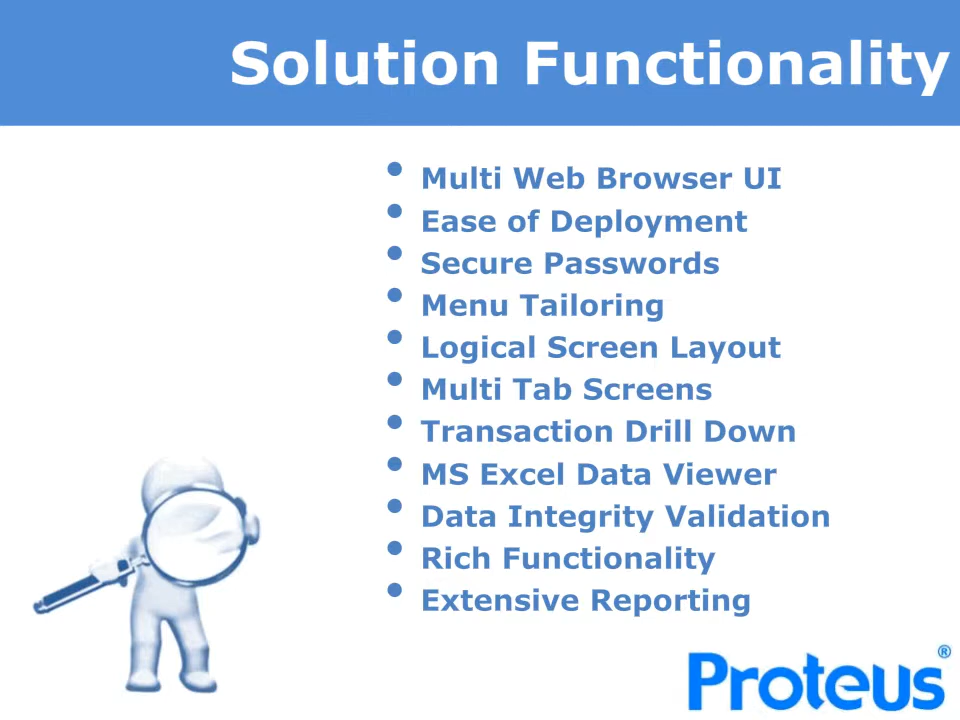 Solution Functionality
• Multi Web Browser UI
• Ease of Deployment
• Secure Passwords
• Menu Tailoring
• Logical Screen Layout
• Multi Tab Screens
• Transaction Drill Down
• MS Excel Data Viewer
• Data Integrity Validation
• Rich Functionality
• Extensive Reporting
Proteus®